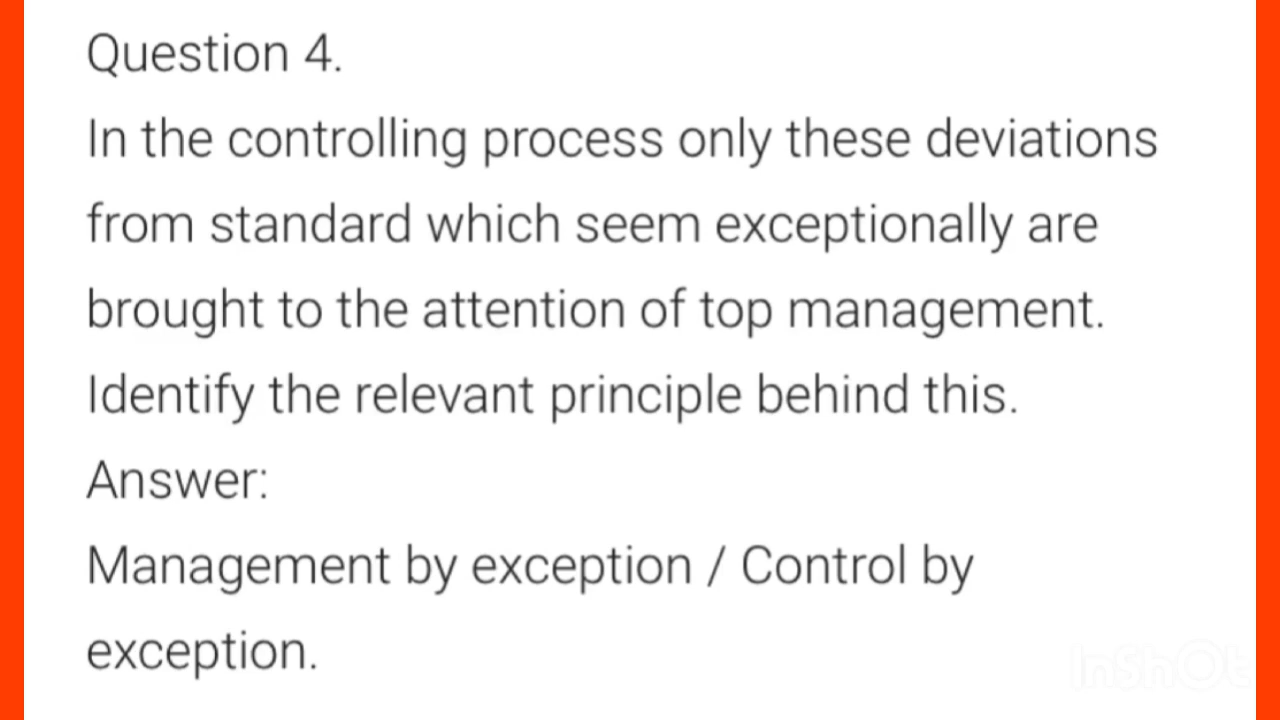 Question 4.
In the controlling process only these deviations
from standard which seem exceptionally are
brought to the attention of top management.
Identify the relevant principle behind this.
Answer:
Management by exception / Control by
exception.
InShOt